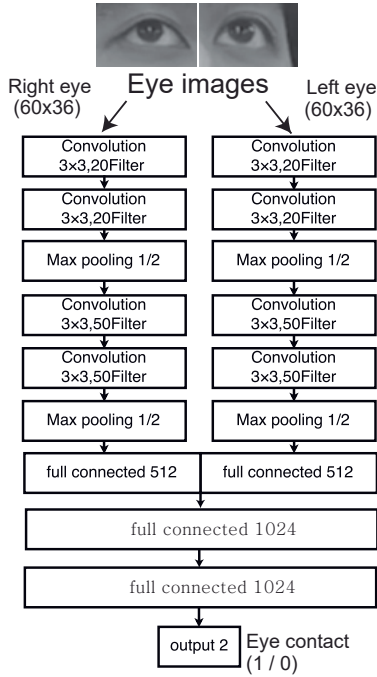 Right eye
(60x36)
Eye images
Left eye
(60x36)
Convolution
3×3,20Filter
Convolution
3×3,20Filter
Convolution
3×3,20Filter
Convolution
3×3,20Filter
Max pooling 1/2
Max pooling 1/2
Convolution
3×3,50Filter
Convolution
3×3,50Filter
Convolution
3×3,50Filter
Convolution
3×3,50Filter
Max pooling 1/2
Max pooling 1/2
full connected 512
full connected 512
full connected 1024
full connected 1024
output 2
Eye contact
(1 / 0)